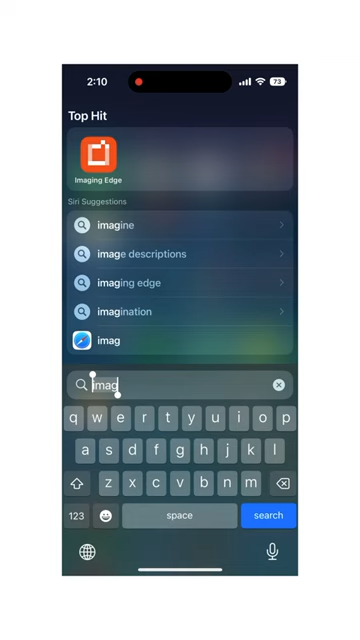 2:10
73
Top Hit
Imaging Edge
Siri Suggestions
imagine
image descriptions
imaging edge
imagination
imag
imag
q w e r t y u i o p
a s d f g h j k l
z x c v b n m
123 space search